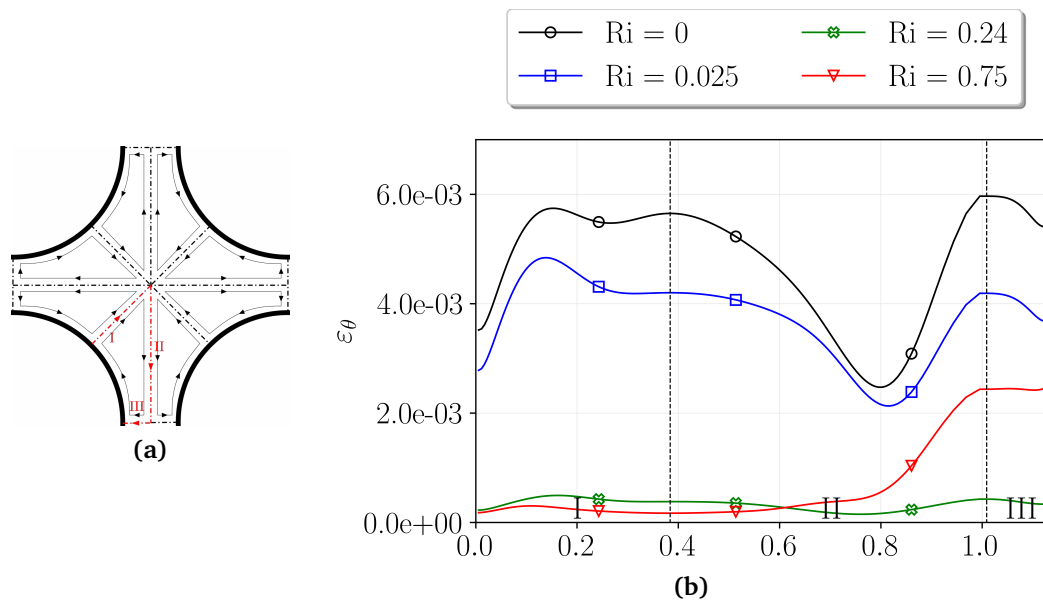 Ri = 0
Ri = 0.24
Ri = 0.025
Ri = 0.75
I
II
III
(a)
ε_θ
6.0e-03
4.0e-03
2.0e-03
0.0e+00
I
II
III
0.0
0.2
0.4
0.6
0.8
1.0
(b)